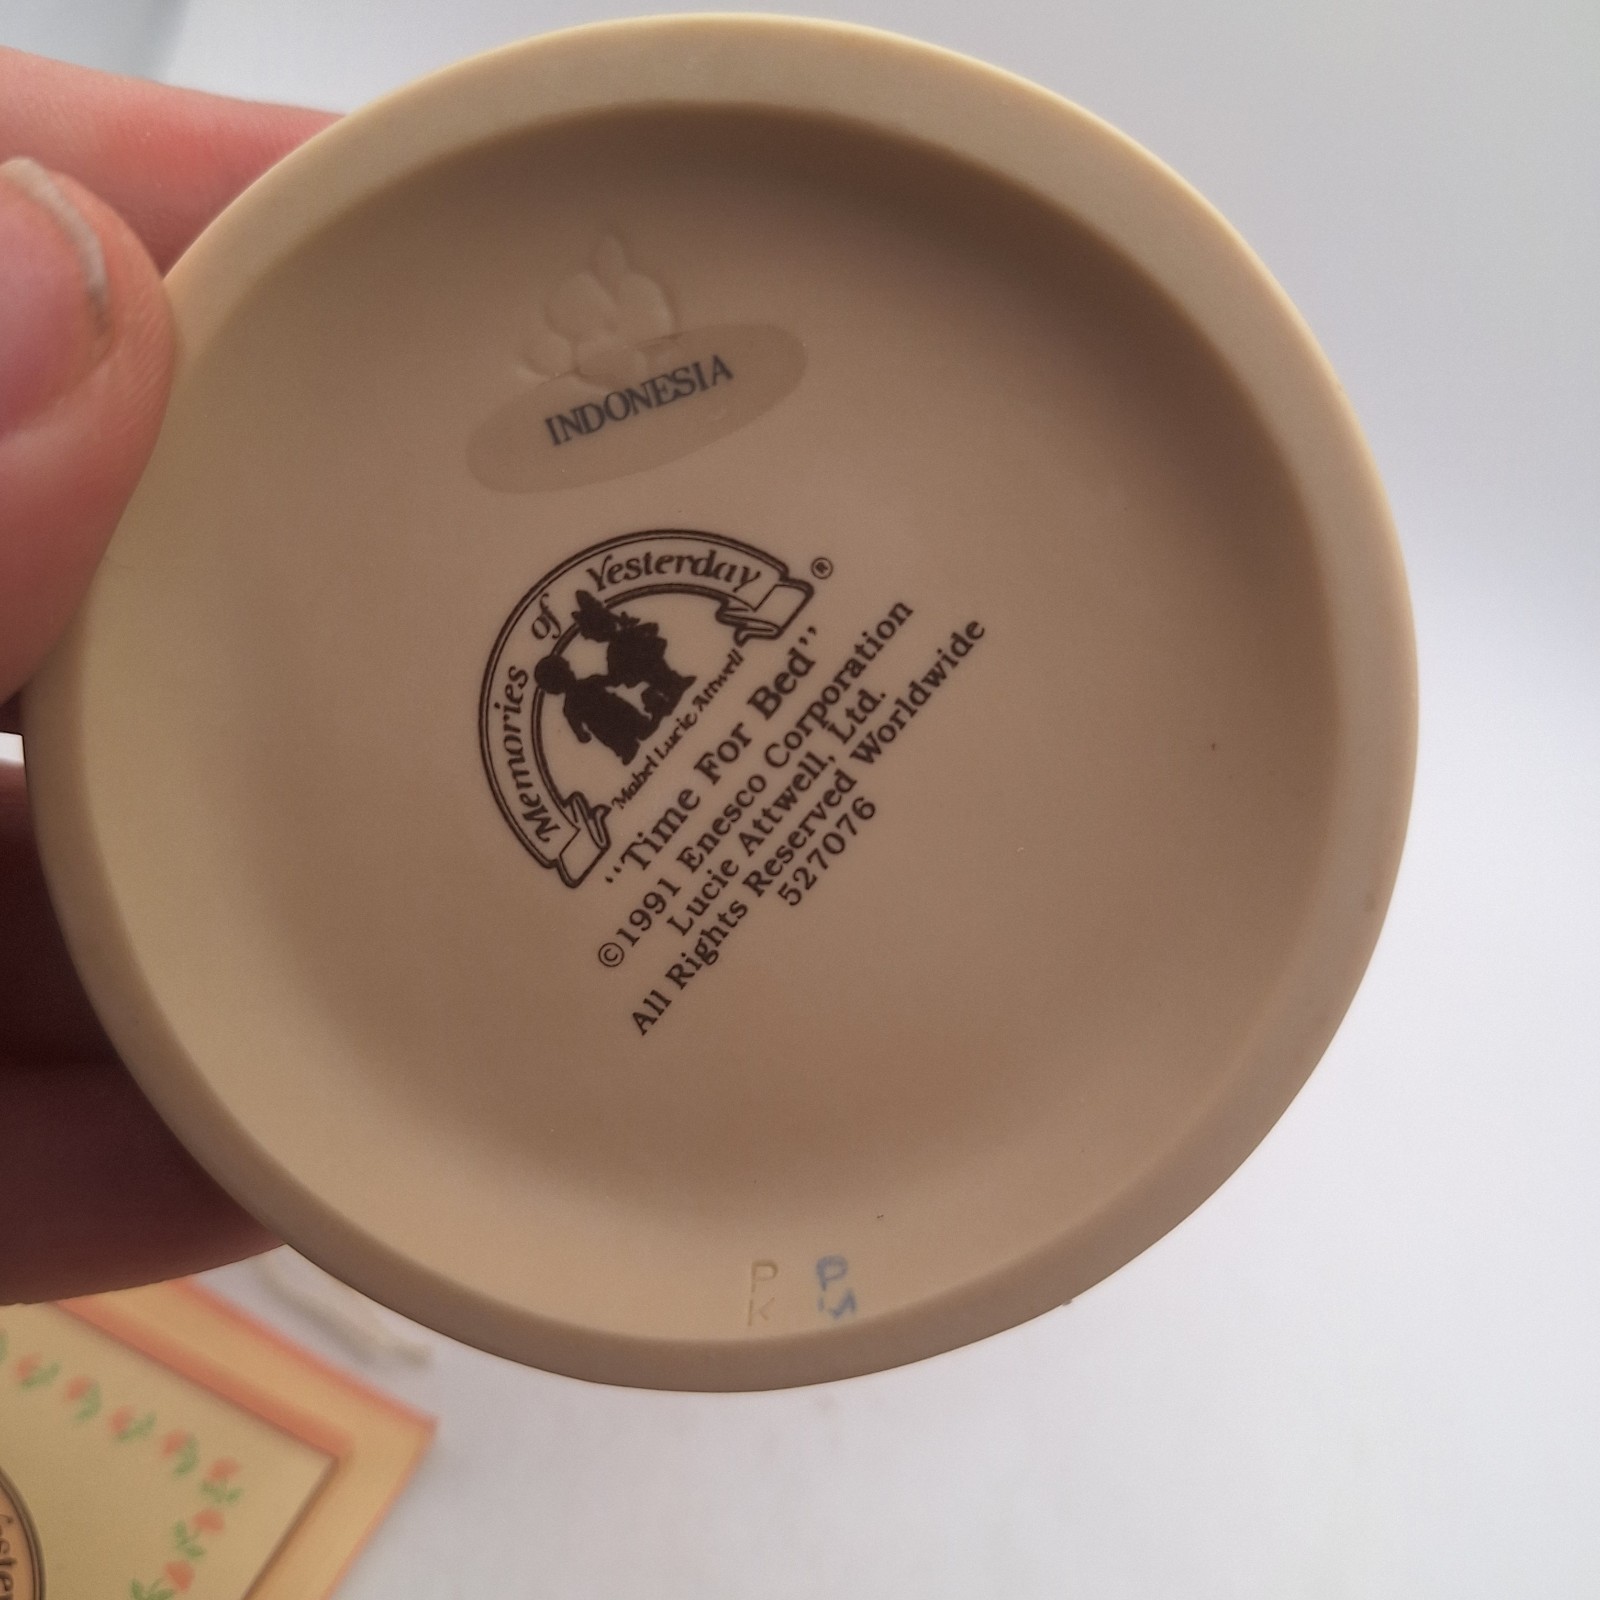 INDONESIA
Memories of Yesterday ®
Mabel Lucie Attwell
"Time For Bed"
©1991 Enesco Corporation
Lucie Attwell, Ltd.
All Rights Reserved Worldwide
527076
P P
K